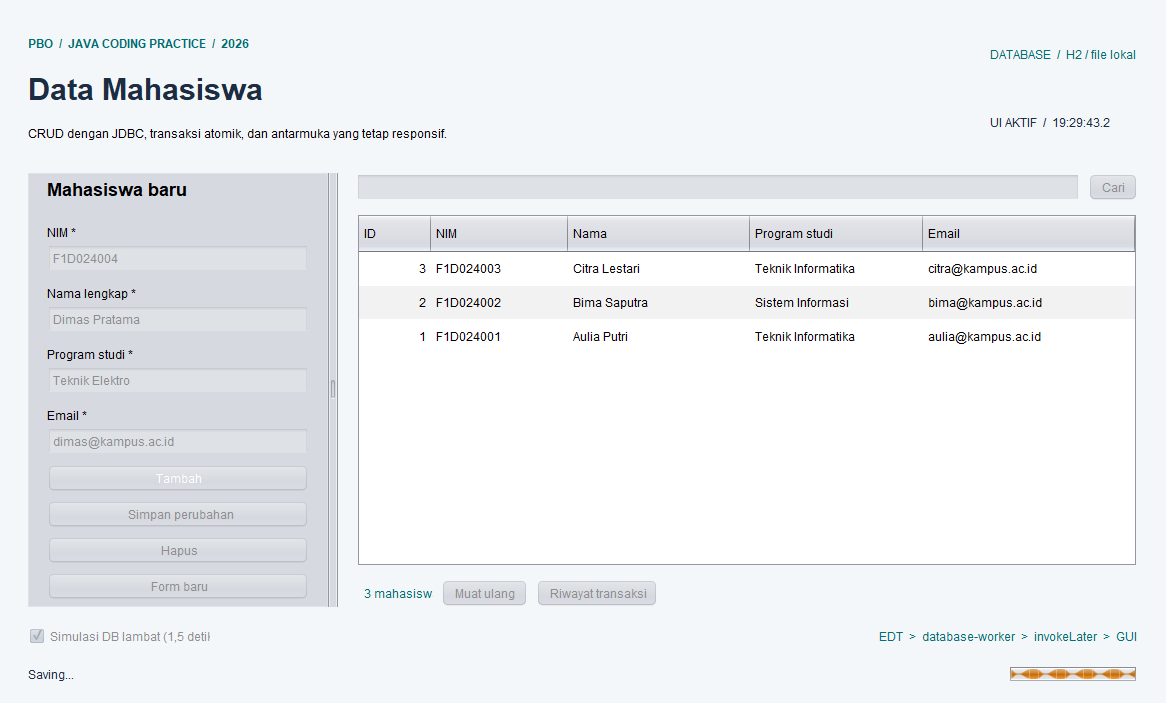 PBO / JAVA CODING PRACTICE / 2026
DATABASE / H2 / file lokal
Data Mahasiswa
UI AKTIF / 19:29:43.2
CRUD dengan JDBC, transaksi atomik, dan antarmuka yang tetap responsif.
Mahasiswa baru
NIM *
F1D024004
Nama lengkap *
Dimas Pratama
Program studi *
Teknik Elektro
Email *
dimas@kampus.ac.id
Tambah
Simpan perubahan
Hapus
Form baru
Cari
ID NIM Nama Program studi Email
3 F1D024003 Citra Lestari Teknik Informatika citra@kampus.ac.id
2 F1D024002 Bima Saputra Sistem Informasi bima@kampus.ac.id
1 F1D024001 Aulia Putri Teknik Informatika aulia@kampus.ac.id
3 mahasisw Muat ulang Riwayat transaksi
Simulasi DB lambat (1,5 deti
EDT > database-worker > invokeLater > GUI
Saving...